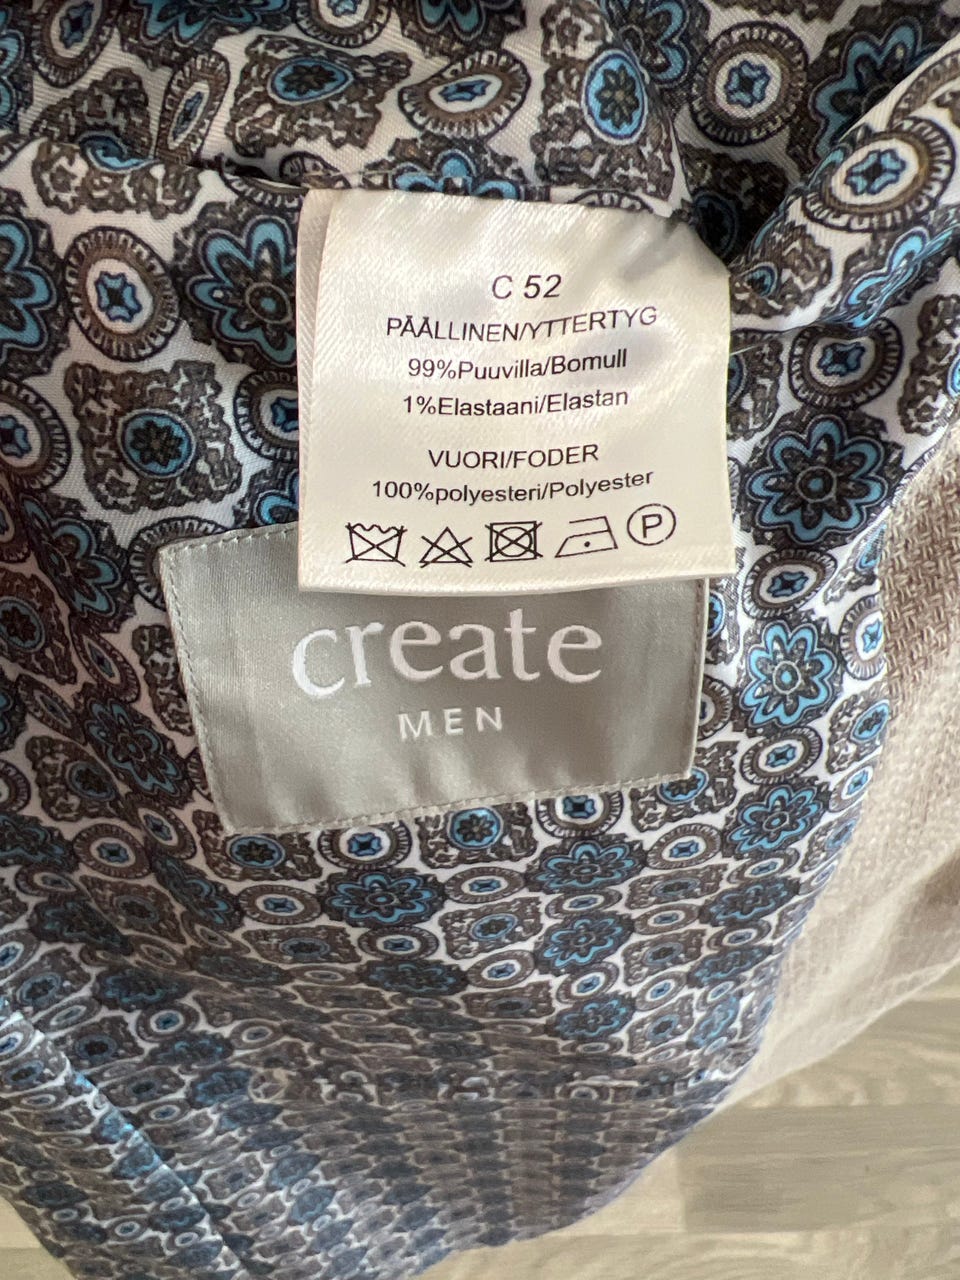 C 52
PÄÄLLINEN/YTTERTYG
99%Puuvilla/Bomull
1%Elastaani/Elastan
VUORI/FODER
100%polyesteri/Polyester
P
create
MEN